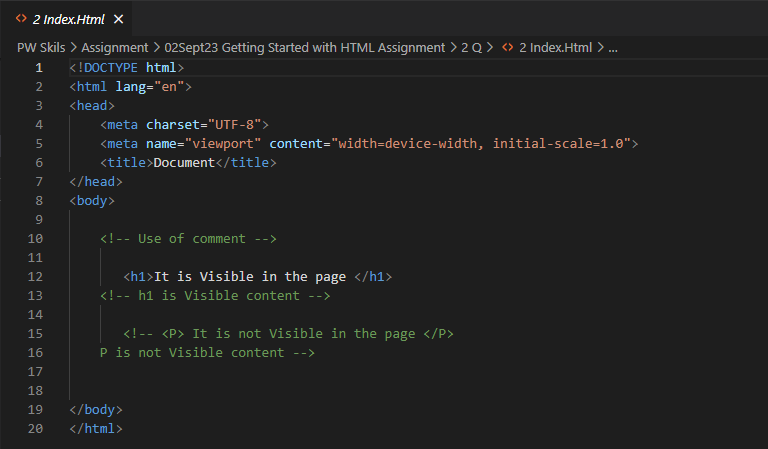 <> 2 Index.Html ×
PW Skils > Assignment > 02Sept23 Getting Started with HTML Assignment > 2 Q > <> 2 Index.Html > ...
1 <!DOCTYPE html>
2 <html lang="en">
3 <head>
4 <meta charset="UTF-8">
5 <meta name="viewport" content="width=device-width, initial-scale=1.0">
6 <title>Document</title>
7 </head>
8 <body>
9
10 <!-- Use of comment -->
11
12 <h1>It is Visible in the page </h1>
13 <!-- h1 is Visible content -->
14
15 <!-- <P> It is not Visible in the page </P>
16 P is not Visible content -->
17
18
19 </body>
20 </html>